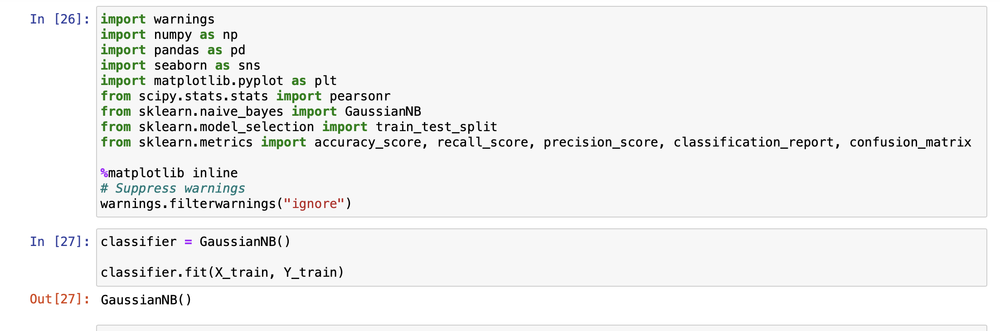 In [26]: import warnings
import numpy as np
import pandas as pd
import seaborn as sns
import matplotlib.pyplot as plt
from scipy.stats.stats import pearsonr
from sklearn.naive_bayes import GaussianNB
from sklearn.model_selection import train_test_split
from sklearn.metrics import accuracy_score, recall_score, precision_score, classification_report, confusion_matrix
%matplotlib inline
# Suppress warnings
warnings.filterwarnings("ignore")
In [27]: classifier = GaussianNB()
classifier.fit(X_train, Y_train)
Out[27]: GaussianNB()